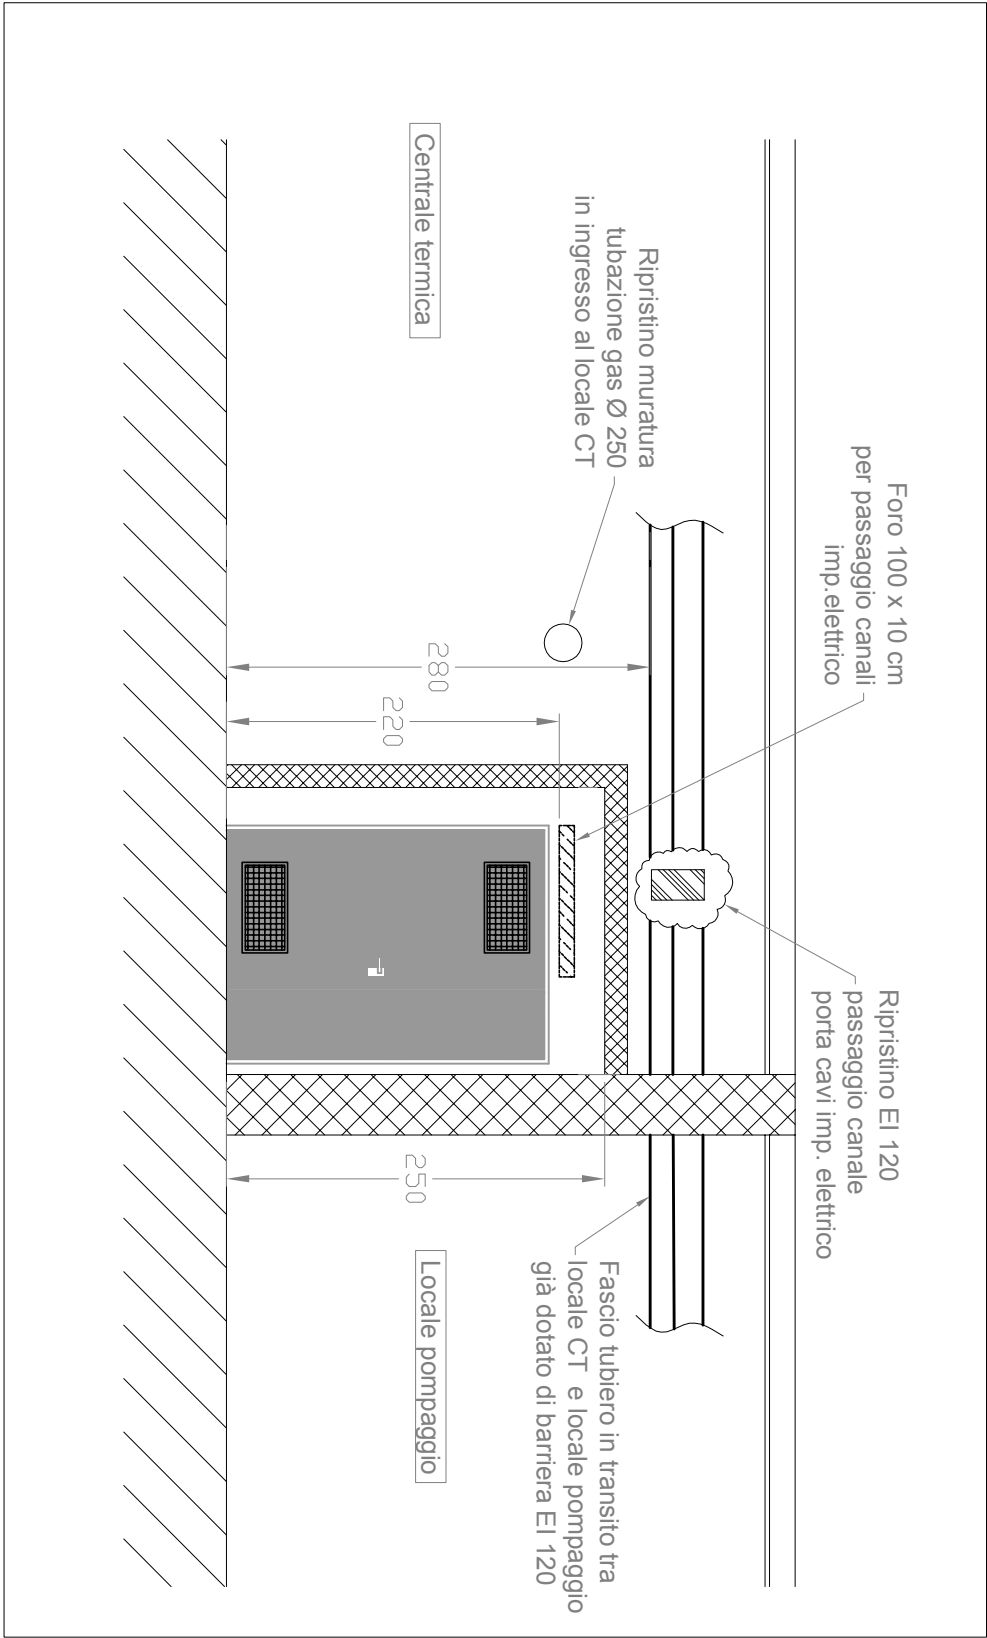 Foro 100 x 10 cm
per passaggio canali
imp.elettrico
Ripristino EI 120
passaggio canale
porta cavi imp. elettrico
Ripristino muratura
tubazione gas Ø 250
in ingresso al locale CT
Fascio tubiero in transito tra
locale CT e locale pompaggio
già dotato di barriera EI 120
280
220
250
Centrale termica
Locale pompaggio